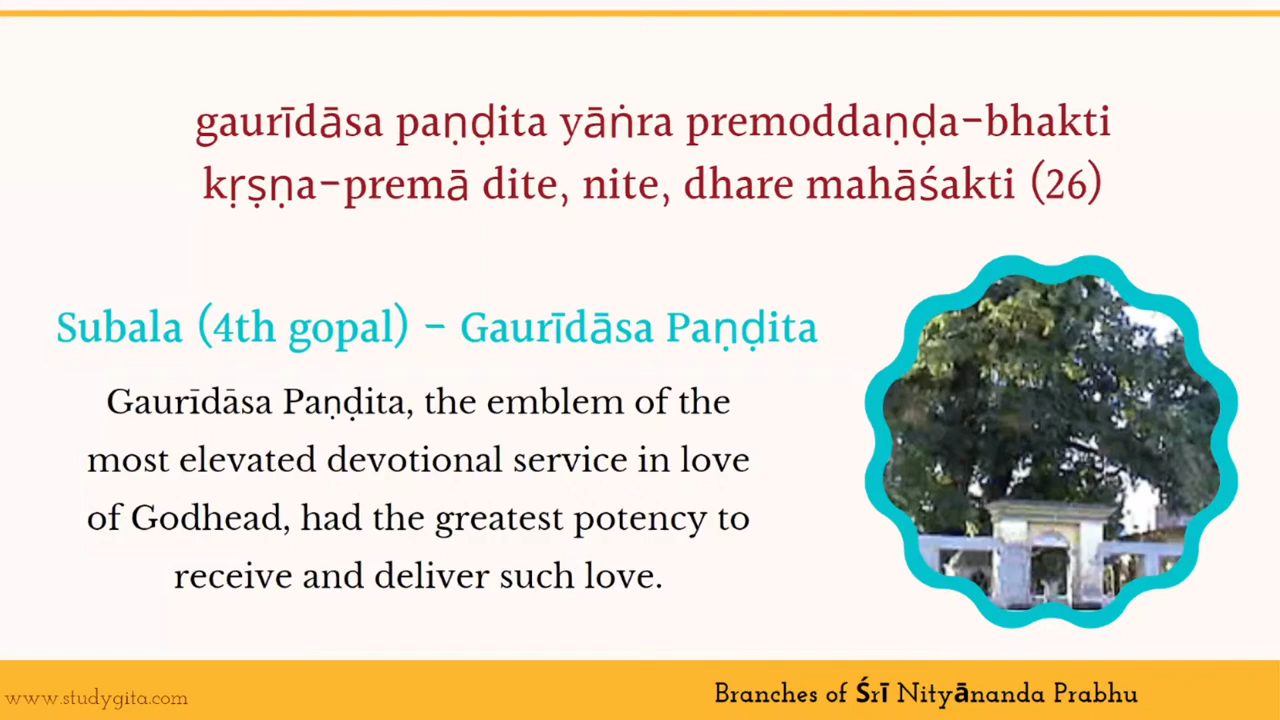 gaurīdāsa paṇḍita yāṅra premoddaṇḍa-bhakti
kṛṣṇa-premā dite, nite, dhare mahāśakti (26)
Subala (4th gopal) - Gaurīdāsa Paṇḍita
Gaurīdāsa Paṇḍita, the emblem of the
most elevated devotional service in love
of Godhead, had the greatest potency to
receive and deliver such love.
www.studygita.com
Branches of Śrī Nityānanda Prabhu